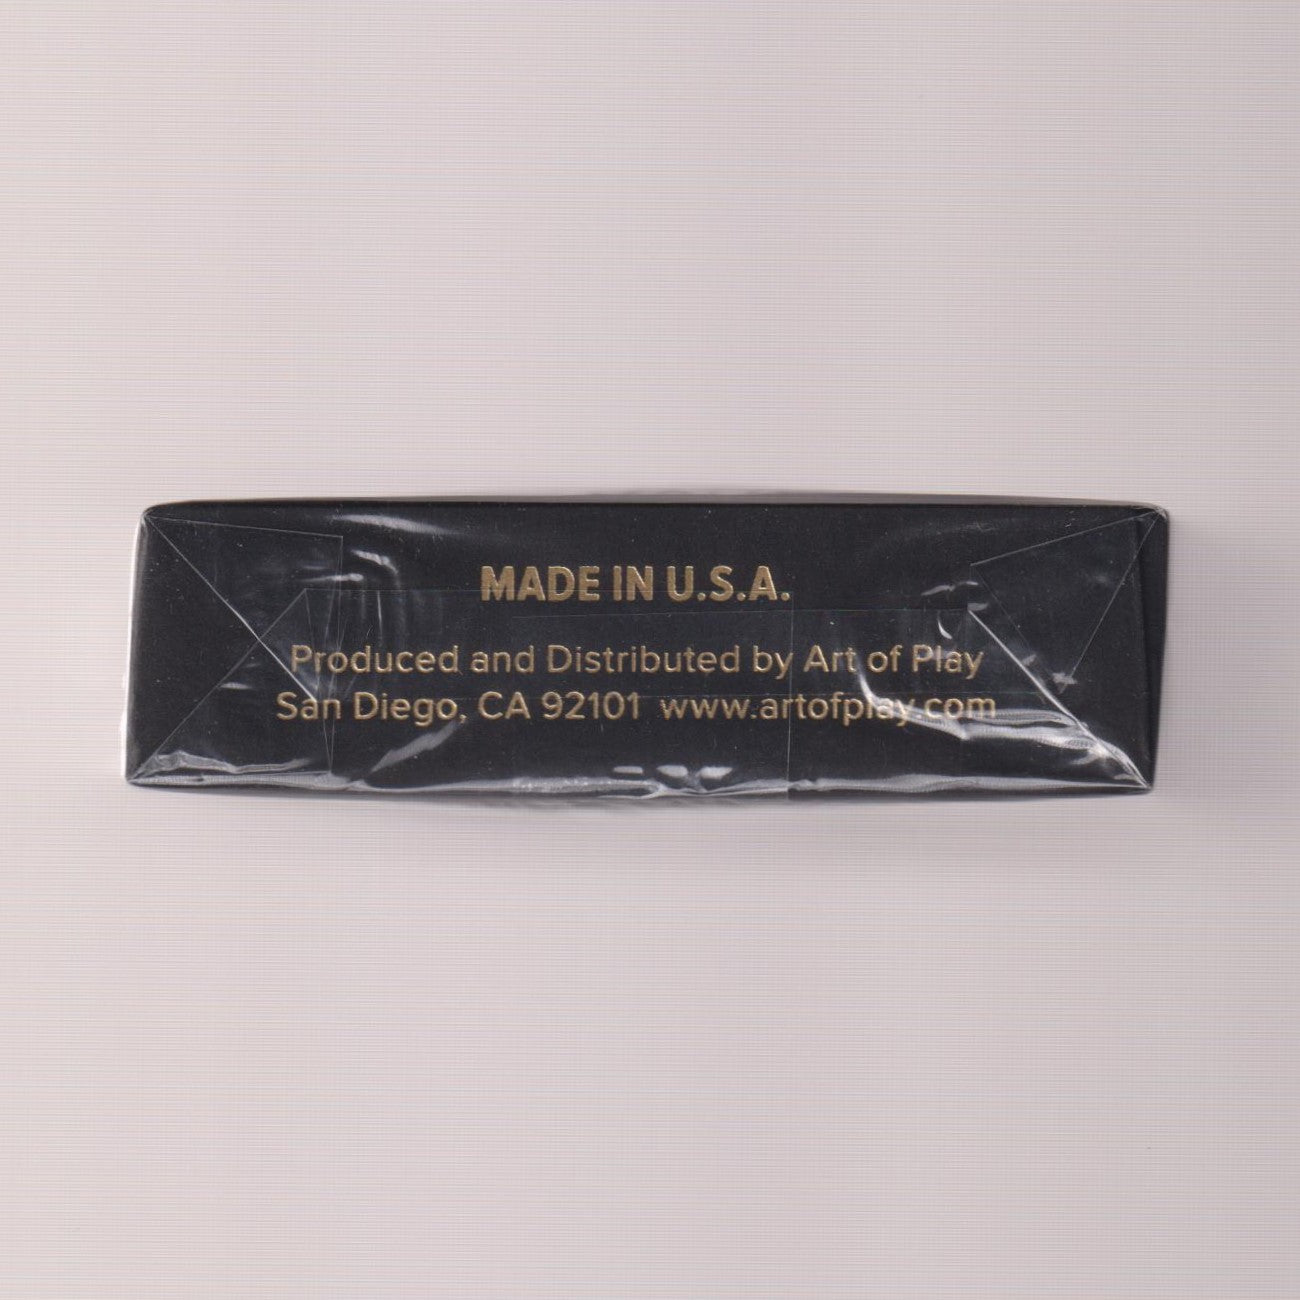 MADE IN U.S.A.
Produced and Distributed by Art of Play
San Diego, CA 92101 www.artofplay.com